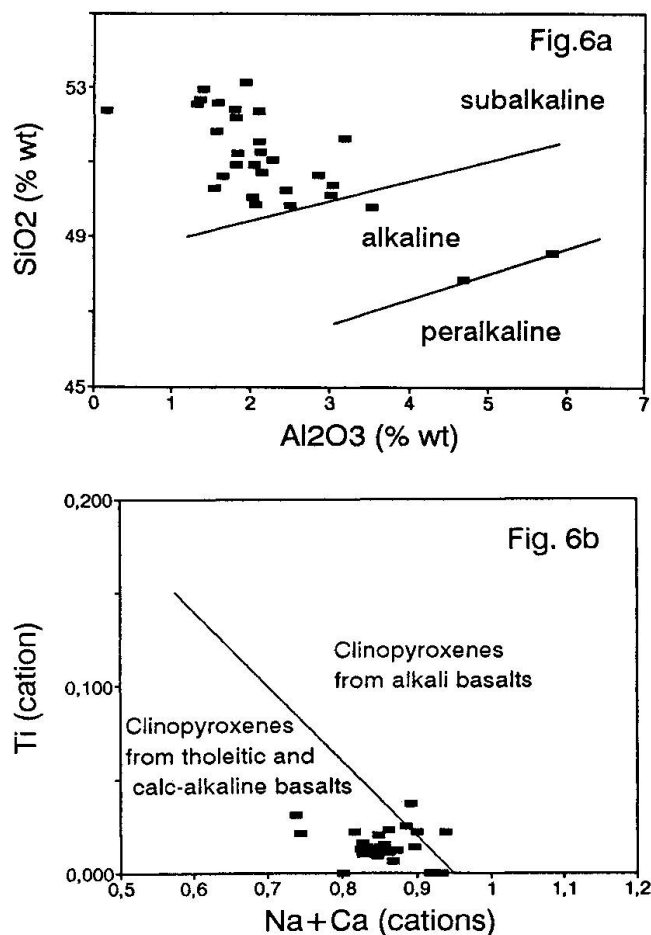 Fig.6a
53
subalkaline
SiO2 (% wt)
49
alkaline
peralkaline
45
0 1 2 3 4 5 6 7
Al2O3 (% wt)
0,200
Fig. 6b
Clinopyroxenes
from alkali basalts
Ti (cation)
0,100
Clinopyroxenes
from tholeitic and
calc-alkaline basalts
0,000
0,5 0,6 0,7 0,8 0,9 1 1,1 1,2
Na+Ca (cations)